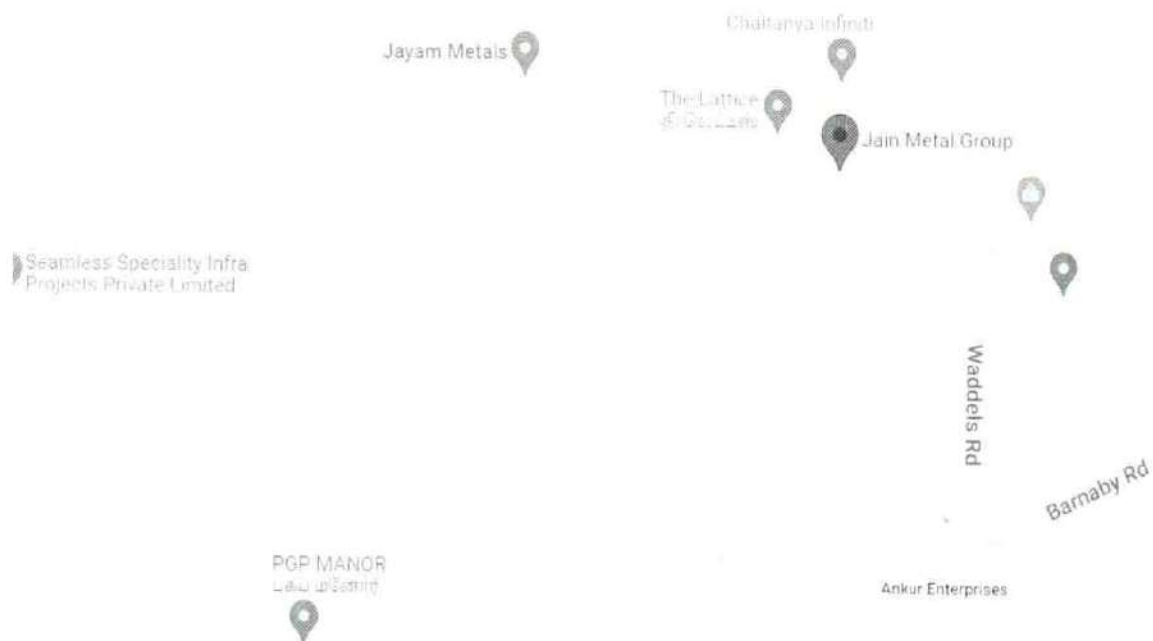 Chaitanya Infiniti
Jayam Metals
The Lattice
தி லேட்டீஸ்
Jain Metal Group
Seamless Speciality Infra
Projects Private Limited
Waddels Rd
Barnaby Rd
PGP MANOR
Ankur Enterprises